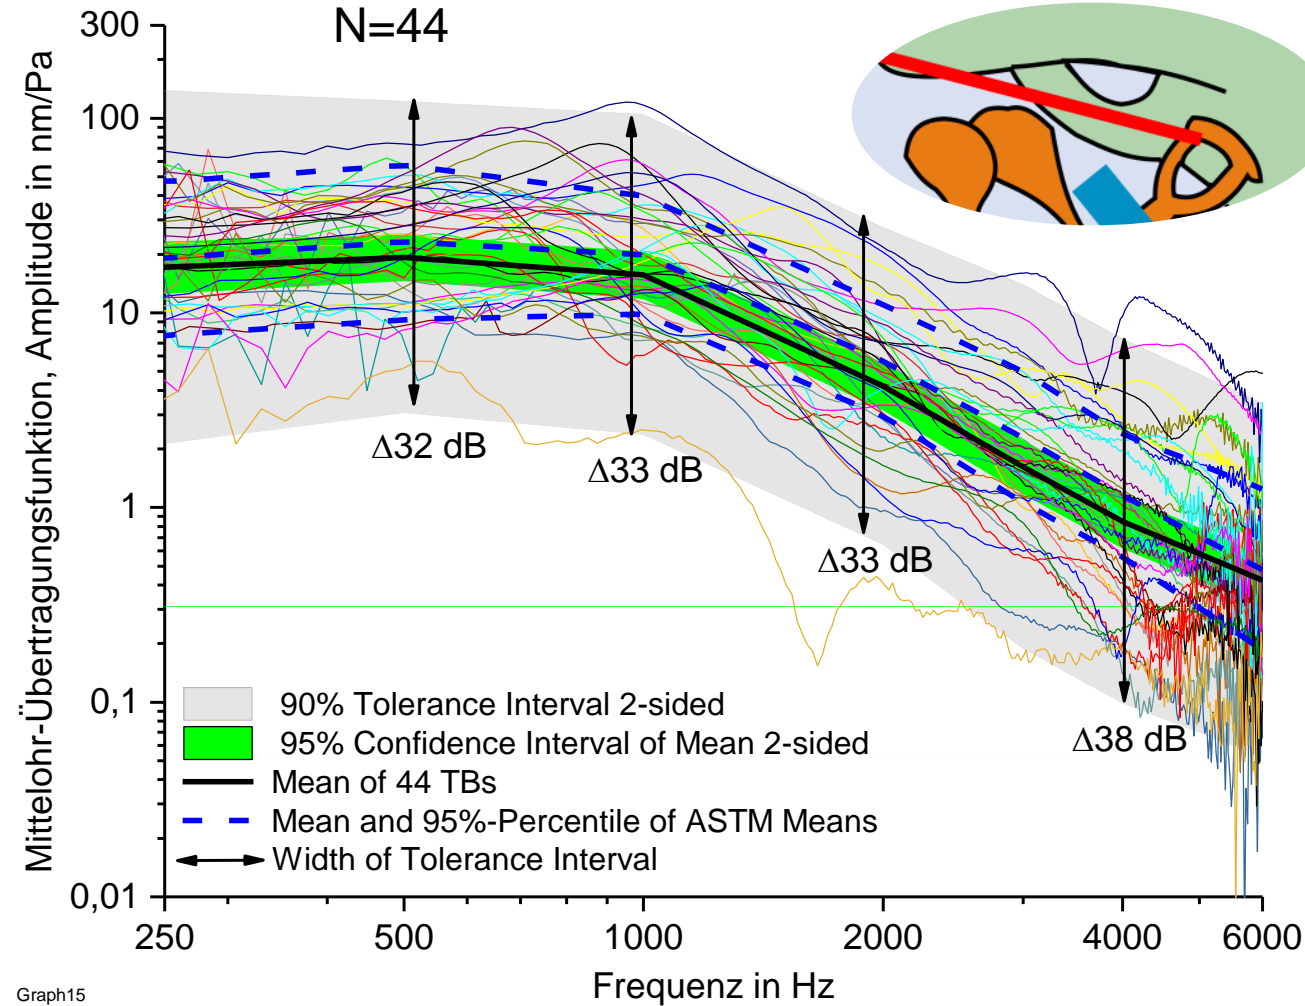 N=44
Mittelohr-Übertragungsfunktion, Amplitude in nm/Pa
300
100
10
1
0,1
0,01
Δ32 dB
Δ33 dB
Δ33 dB
Δ38 dB
90% Tolerance Interval 2-sided
95% Confidence Interval of Mean 2-sided
Mean of 44 TBs
Mean and 95%-Percentile of ASTM Means
Width of Tolerance Interval
250 500 1000 2000 4000 6000
Frequenz in Hz
Graph15